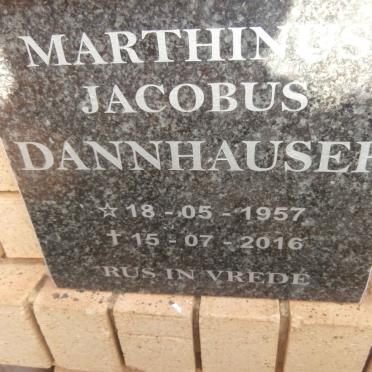 MARTHINUS
JACOBUS
DANNHAUSER
☆ 18 - 05 - 1957
† 15 - 07 - 2016
RUS IN VREDE